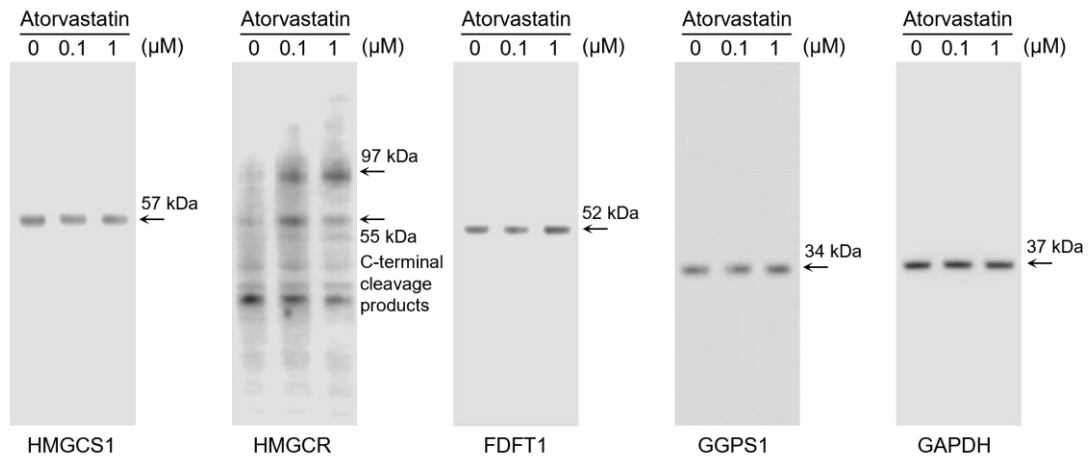 Atorvastatin
0 0.1 1 (µM)
57 kDa
HMGCS1
Atorvastatin
0 0.1 1 (µM)
97 kDa
55 kDa
C-terminal
cleavage
products
HMGCR
Atorvastatin
0 0.1 1 (µM)
52 kDa
FDFT1
Atorvastatin
0 0.1 1 (µM)
34 kDa
GGPS1
Atorvastatin
0 0.1 1 (µM)
37 kDa
GAPDH